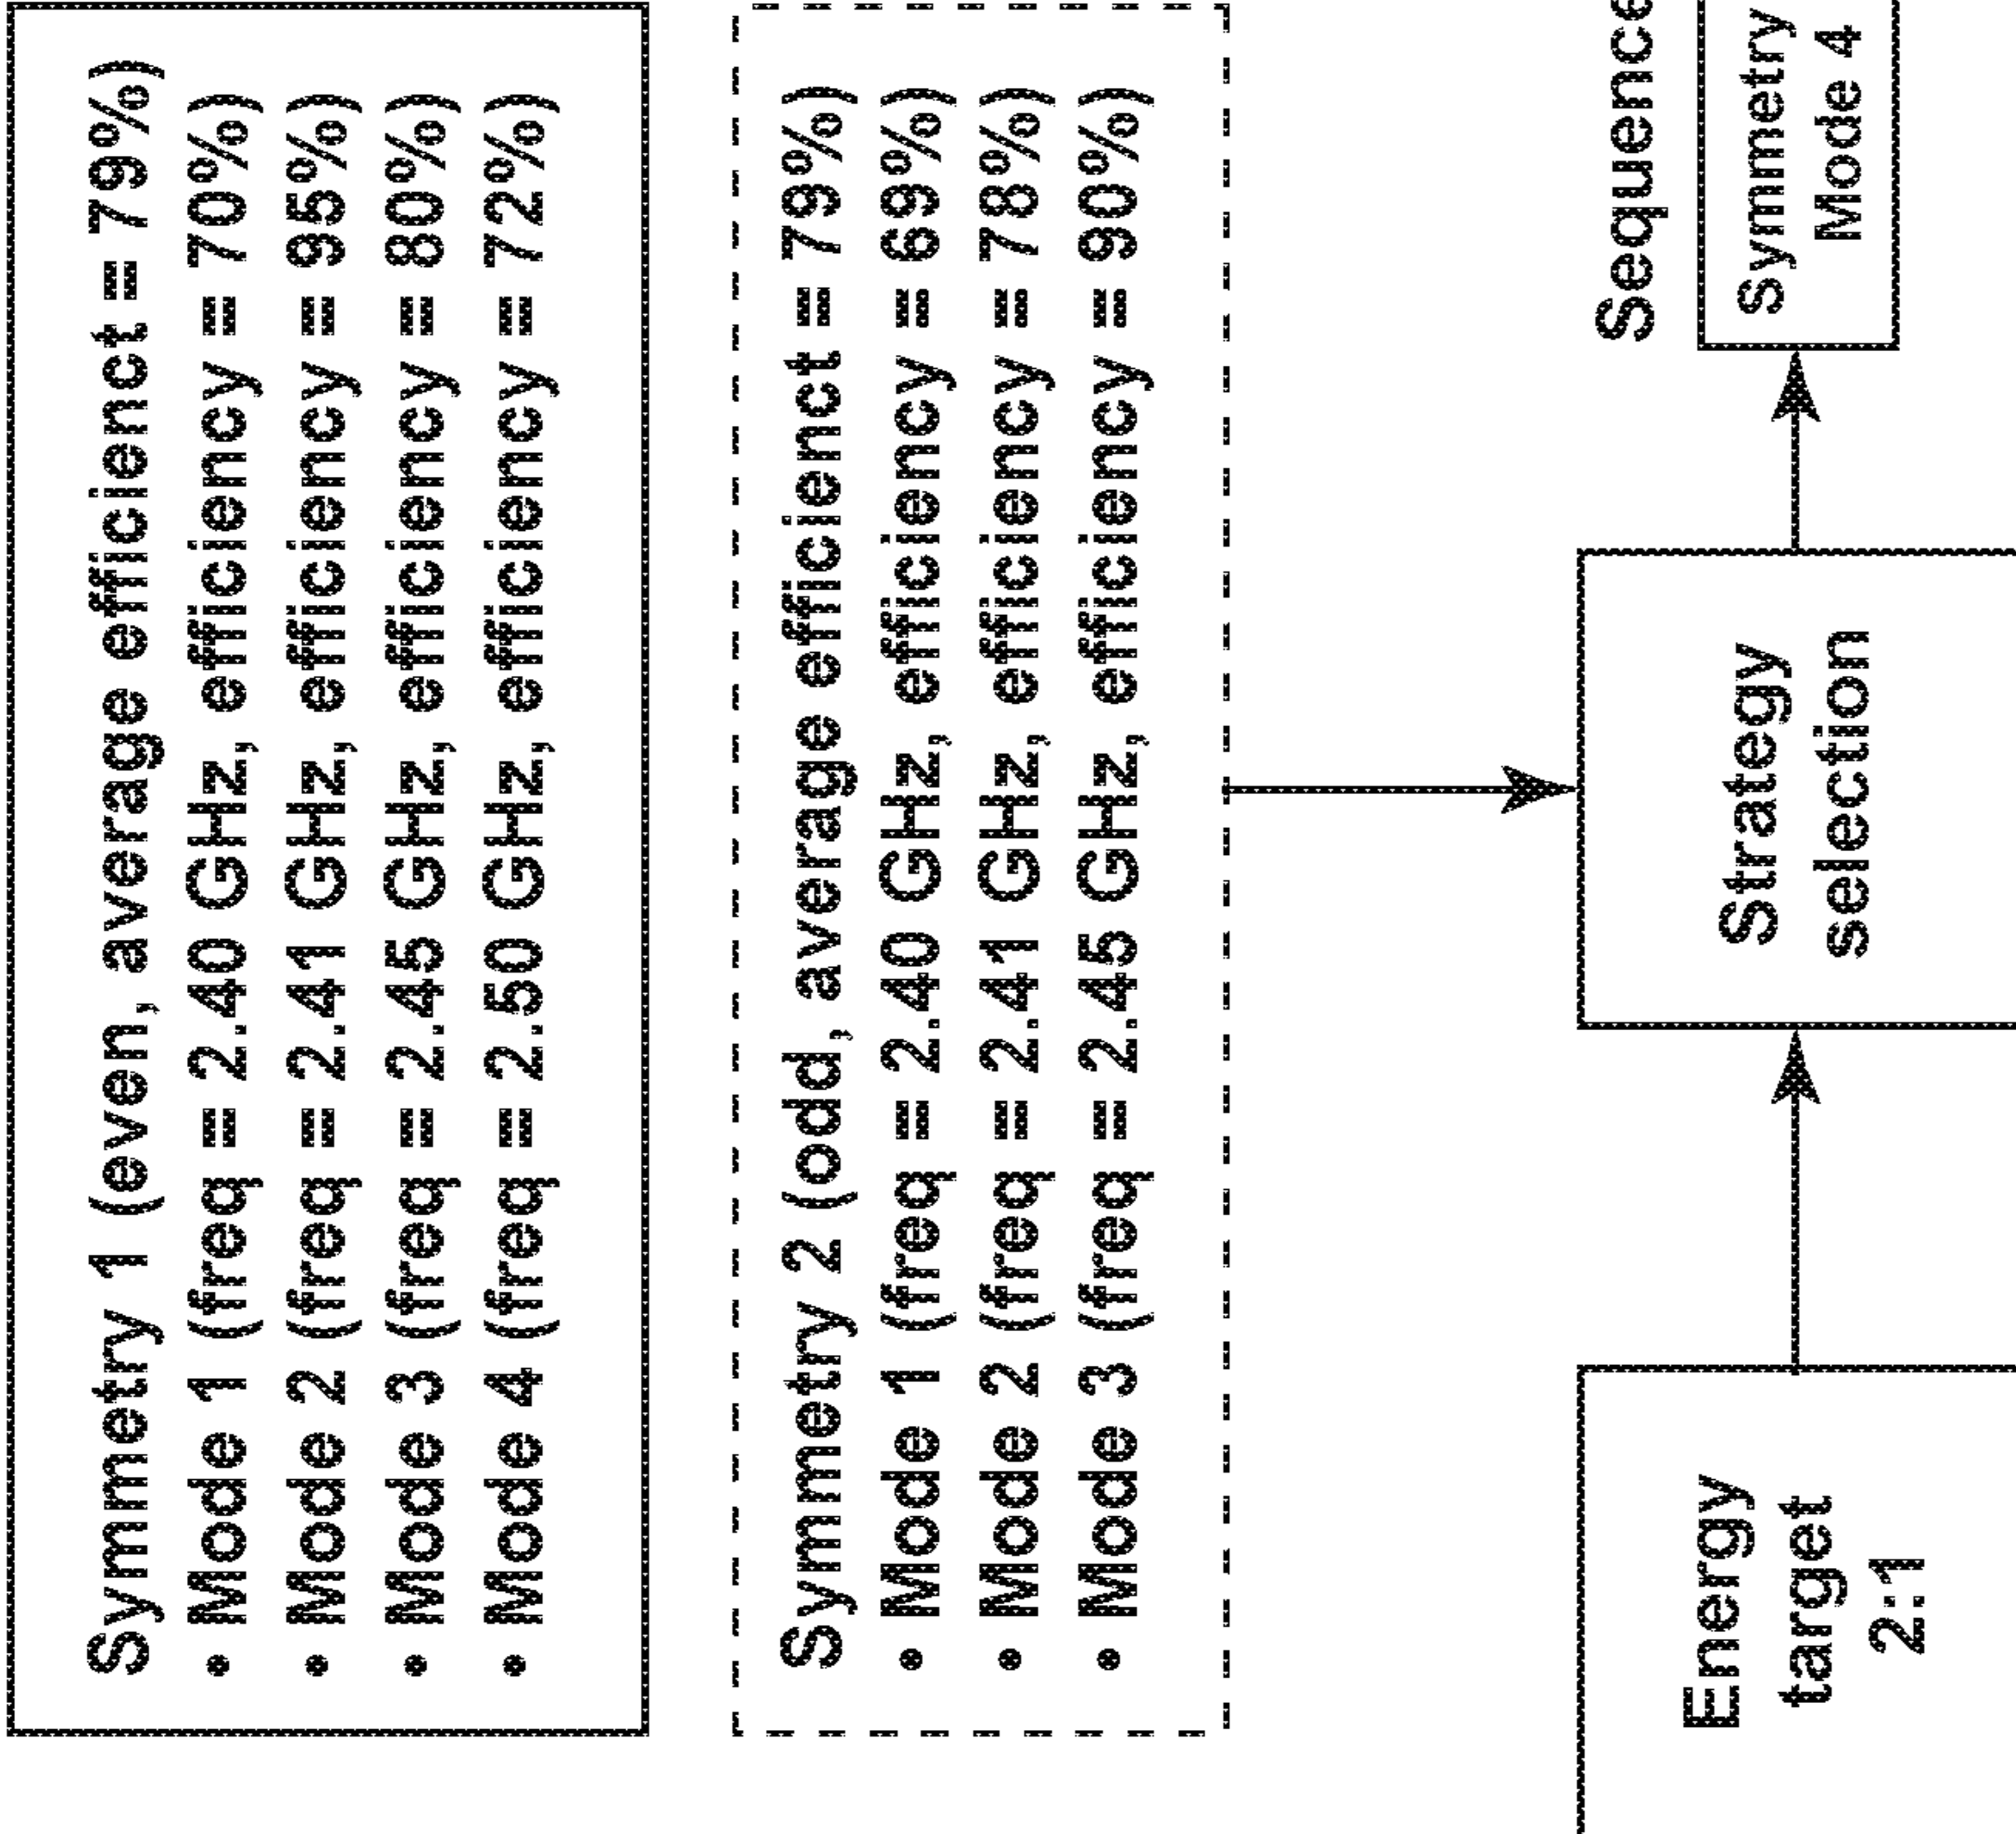 Symmetry 1 (even, average efficienct = 79%)
• Mode 1 (freq = 2.40 GHz, efficiency = 70%)
• Mode 2 (freq = 2.41 GHz, efficiency = 95%)
• Mode 3 (freq = 2.45 GHz, efficiency = 80%)
• Mode 4 (freq = 2.50 GHz, efficiency = 72%)
Symmetry 2 (odd, average efficienct = 79%)
• Mode 1 (freq = 2.40 GHz, efficiency = 69%)
• Mode 2 (freq = 2.41 GHz, efficiency = 78%)
• Mode 3 (freq = 2.45 GHz, efficiency = 90%)
Energy
target
2:1
Strategy
selection
Sequence
Symmetry
Mode 4